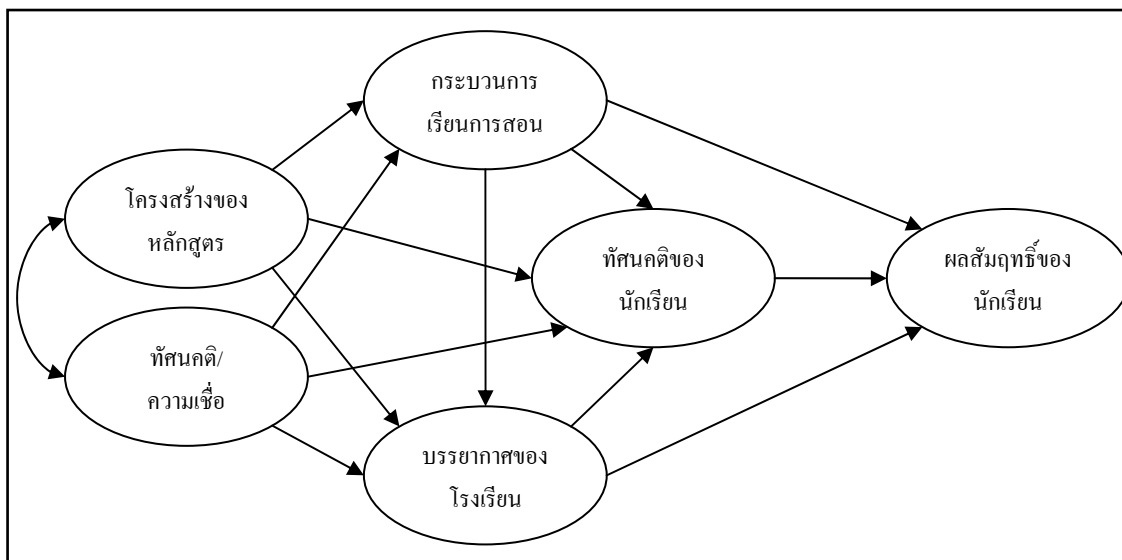 กระบวนการ
เรียนการสอน
โครงสร้างของ
หลักสูตร
ทัศนคติของ
นักเรียน
ผลสัมฤทธิ์ของ
นักเรียน
ทัศนคติ/
ความเชื่อ
บรรยากาศของ
โรงเรียน